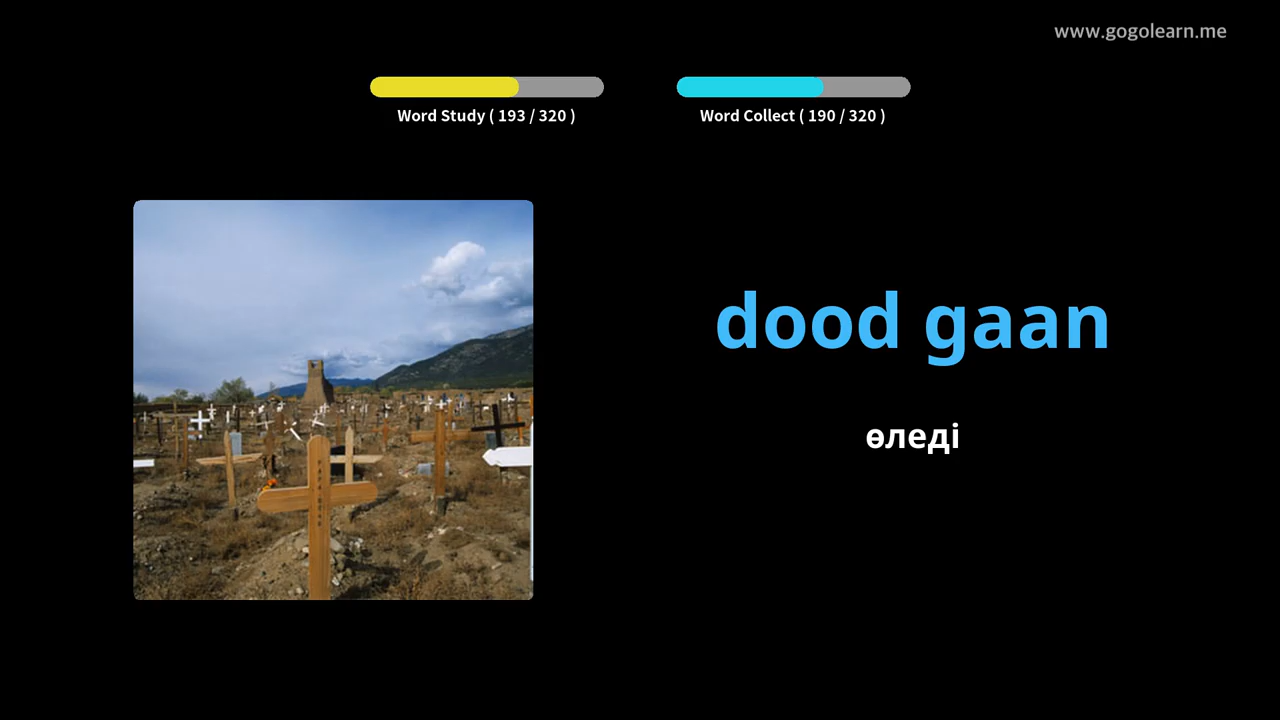 www.gogolearn.me
Word Study ( 193 / 320 )
Word Collect ( 190 / 320 )
dood gaan
өледі